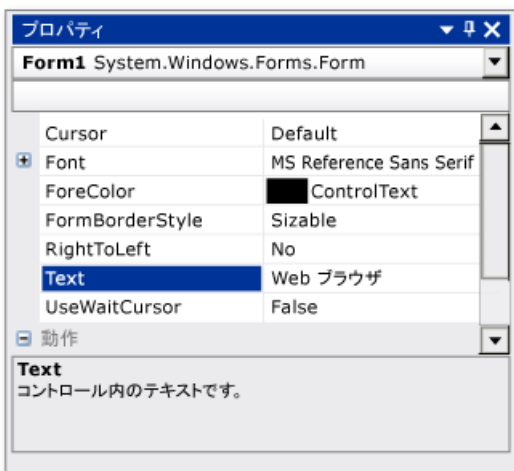 プロパティ
Form1 System.Windows.Forms.Form
Cursor Default
Font MS Reference Sans Serif
ForeColor ControlText
FormBorderStyle Sizable
RightToLeft No
Text Web ブラウザ
UseWaitCursor False
動作
Text
コントロール内のテキストです。